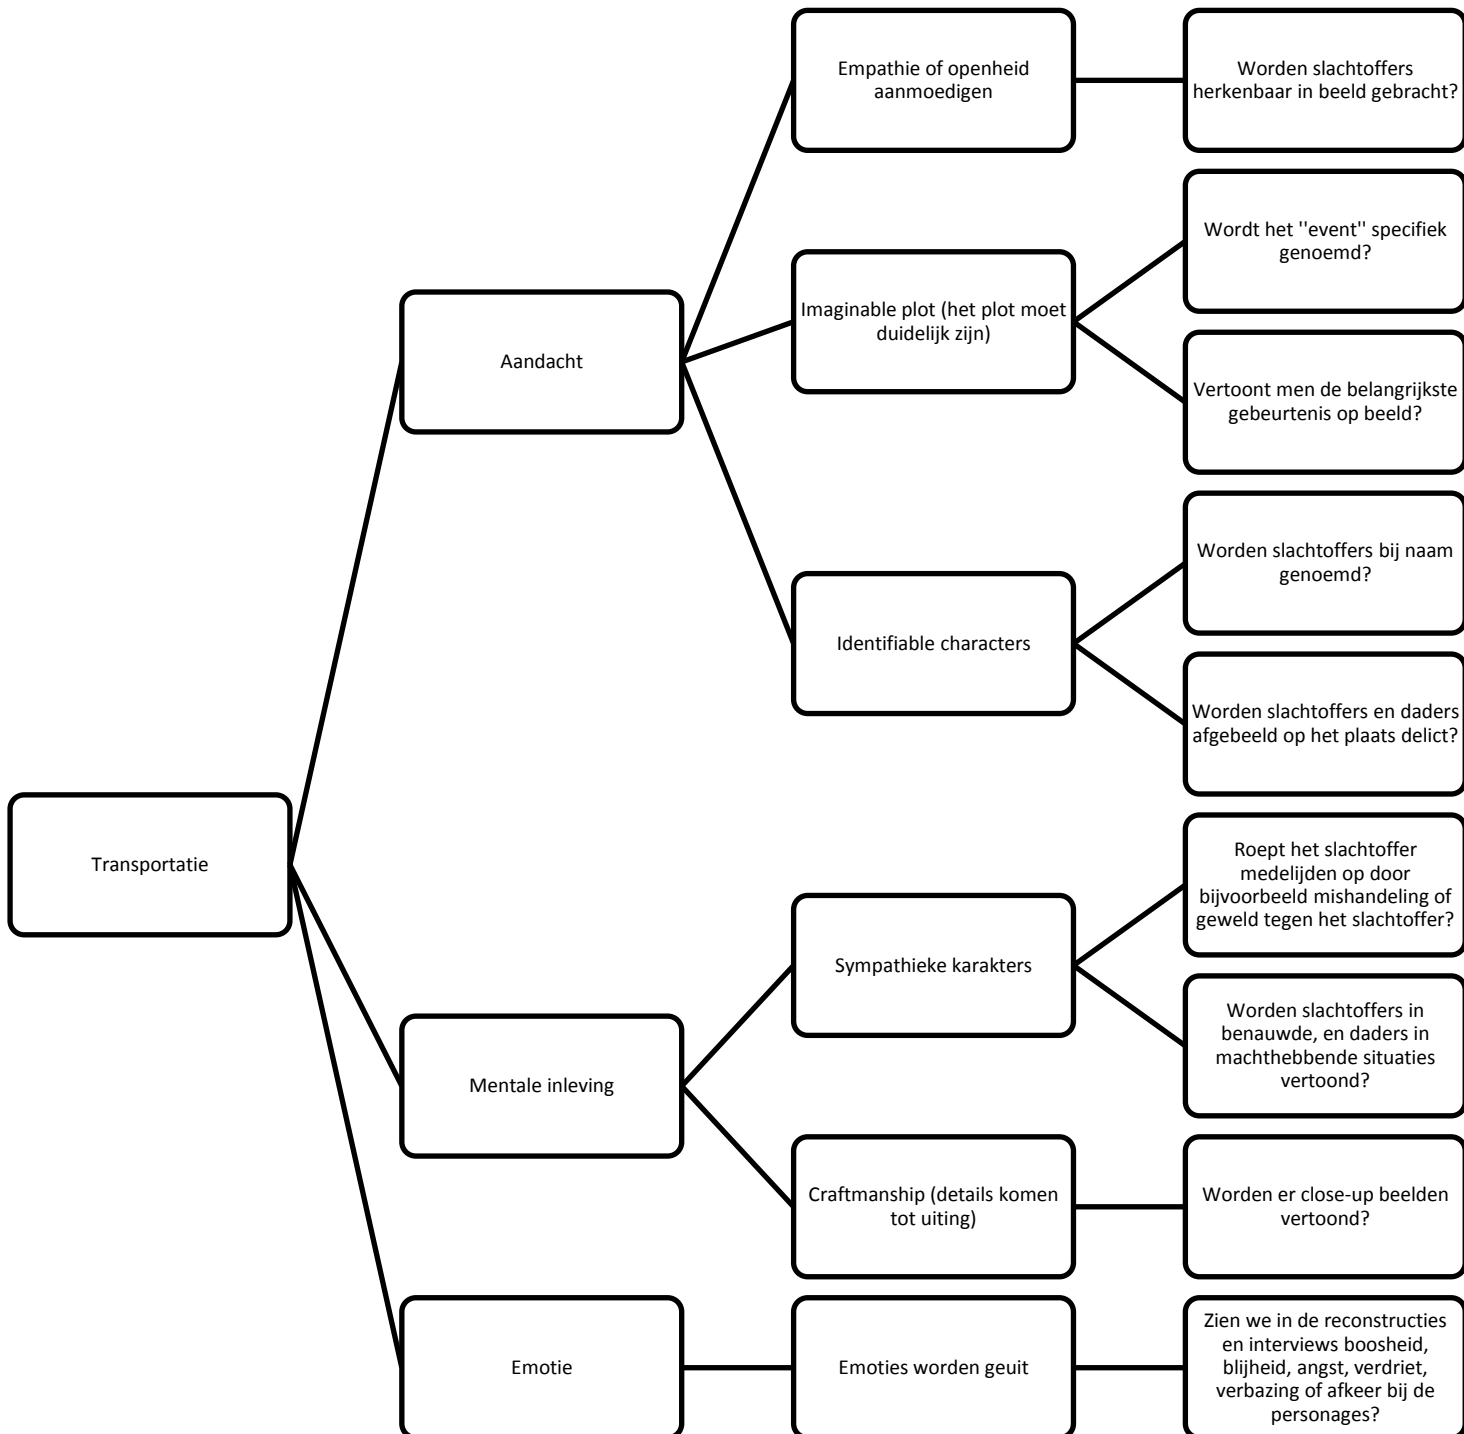 Transportatie
Aandacht
Empathie of openheid
aanmoedigen
Worden slachtoffers
herkenbaar in beeld gebracht?
Imaginable plot (het plot moet
duidelijk zijn)
Wordt het ''event'' specifiek
genoemd?
Vertoont men de belangrijkste
gebeurtenis op beeld?
Identifiable characters
Worden slachtoffers bij naam
genoemd?
Worden slachtoffers en daders
afgebeeld op het plaats delict?
Mentale inleving
Sympathieke karakters
Roept het slachtoffer
medelijden op door
bijvoorbeeld mishandeling of
geweld tegen het slachtoffer?
Worden slachtoffers in
benauwde, en daders in
machthebbende situaties
vertoond?
Craftmanship (details komen
tot uiting)
Worden er close-up beelden
vertoond?
Emotie
Emoties worden geuit
Zien we in de reconstructies
en interviews boosheid,
blijheid, angst, verdriet,
verbazing of afkeer bij de
personages?